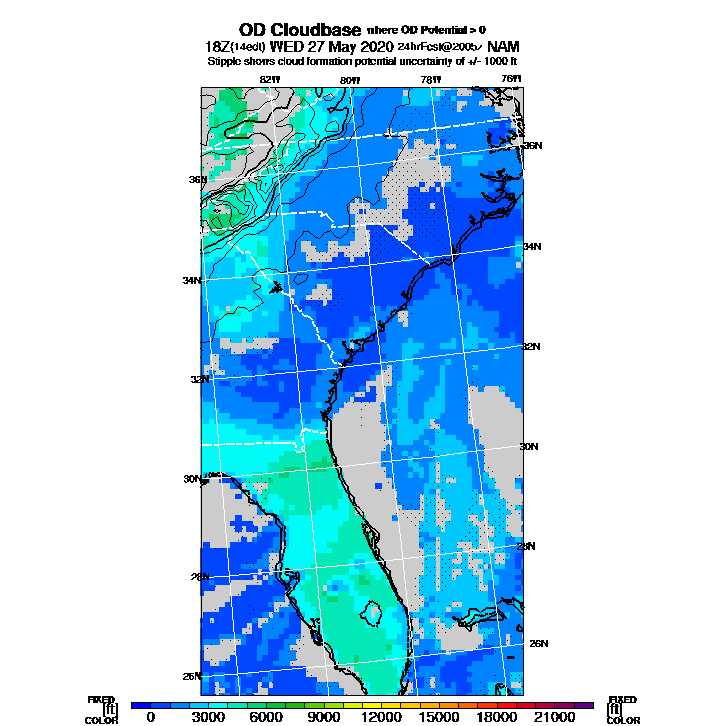 OD Cloudbase where OD Potential > 0
18Z(14edt) WED 27 May 2020 24hrFcst@2005z NAM
Stipple shows cloud formation potential uncertainty of +/- 1000 ft
82W 80W 78W 76W
36N
36N
34N
34N
32N
32N
30N
30N
28N
28N
26N
26N
FIXED FIXED
[ft] [ft]
COLOR COLOR
0 3000 6000 9000 12000 15000 18000 21000